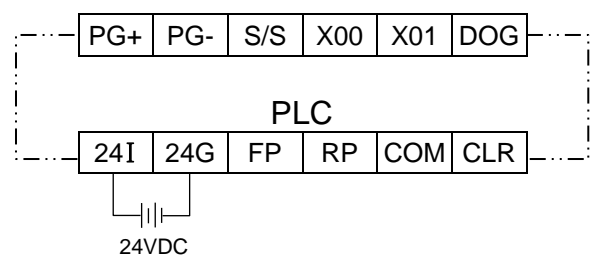 PG+ PG- S/S X00 X01 DOG
PLC
24I 24G FP RP COM CLR
24VDC